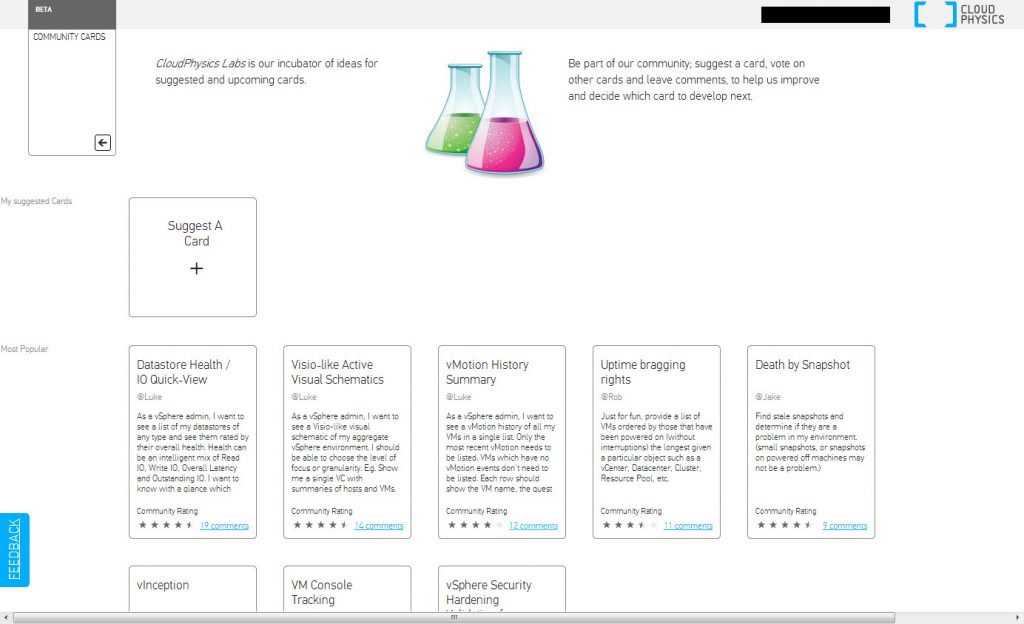 BETA
CLOUD
PHYSICS
COMMUNITY CARDS
CloudPhysics Labs is our incubator of ideas for
suggested and upcoming cards.
Be part of our community; suggest a card, vote on
other cards and leave comments, to help us improve
and decide which card to develop next.
My suggested Cards
Suggest A
Card
+
Most Popular
Datastore Health /
IO Quick-View
@Luke
As a vSphere admin, I want to
see a list of my datastores of
any type and see them rated by
their overall health. Health can
be an intelligent mix of Read
IO, Write IO, Overall Latency
and Outstanding IO. I want to
know with a glance which
Community Rating
19 comments
Visio-like Active
Visual Schematics
@Luke
As a vSphere admin, I want to
see a Visio-like visual
schematic of my aggregate
vSphere environment. I should
be able to choose the level of
focus or granularity. E.g. Show
me a single VC with
summaries of hosts and VMs.
Community Rating
14 comments
vMotion History
Summary
@Luke
As a vSphere admin, I want to
see a vMotion history of all my
VMs in a single list. Only the
most recent vMotion needs to
be listed. VMs which have no
vMotion events don't need to
be listed. Each row should
show the VM name, the guest
Community Rating
12 comments
Uptime bragging
rights
@Rob
Just for fun, provide a list of
VMs ordered by those that have
been powered on (without
interruptions) the longest given
a particular object such as a
vCenter, Datacenter, Cluster,
Resource Pool, etc.
Community Rating
11 comments
Death by Snapshot
@Jake
Find stale snapshots and
determine if they are a
problem in my environment.
(small snapshots, or snapshots
on powered off machines may
not be a problem.)
Community Rating
9 comments
FEEDBACK
vInception
VM Console
Tracking
vSphere Security
Hardening